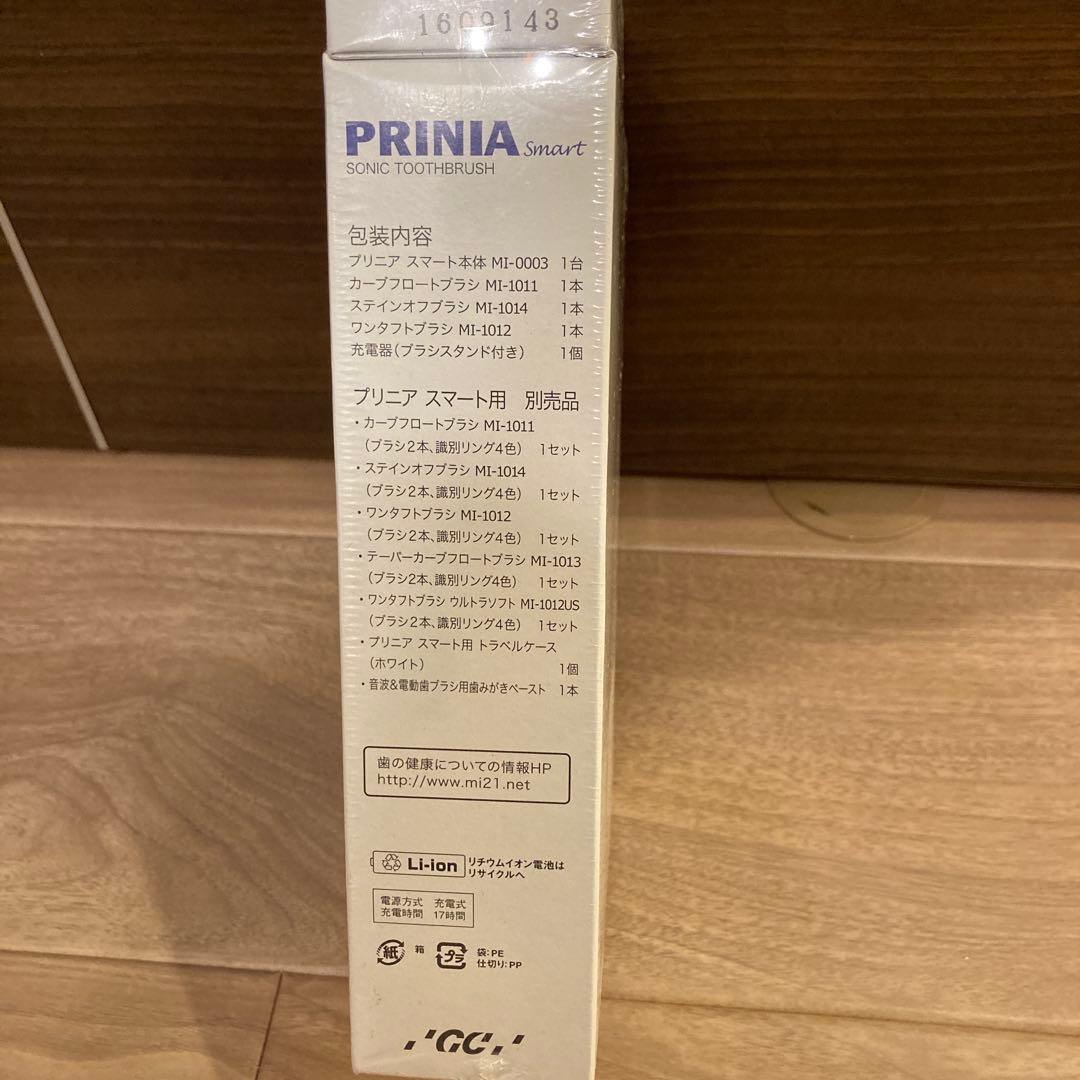 1609143
PRINIA Smart
SONIC TOOTHBRUSH
包装内容
プリニア スマート本体 MI-0003 1台
カーブフロートブラシ MI-1011 1本
ステインオフブラシ MI-1014 1本
ワンタフトブラシ MI-1012 1本
充電器(ブラシスタンド付き) 1個
プリニア スマート用 別売品
・カーブフロートブラシ MI-1011
(ブラシ2本、識別リング4色) 1セット
・ステインオフブラシ MI-1014
(ブラシ2本、識別リング4色) 1セット
・ワンタフトブラシ MI-1012
(ブラシ2本、識別リング4色) 1セット
・テーパーカーブフロートブラシ MI-1013
(ブラシ2本、識別リング4色) 1セット
・ワンタフトブラシ ウルトラソフト MI-1012US
(ブラシ2本、識別リング4色) 1セット
・プリニア スマート用 トラベルケース
(ホワイト) 1個
・音波&電動歯ブラシ用歯みがきペースト 1本
歯の健康についての情報HP
http://www.mi21.net
Li-ion リチウムイオン電池は
リサイクルへ
電源方式 充電式
充電時間 17時間
紙 箱 プラ 袋:PE
仕切り:PP
GC